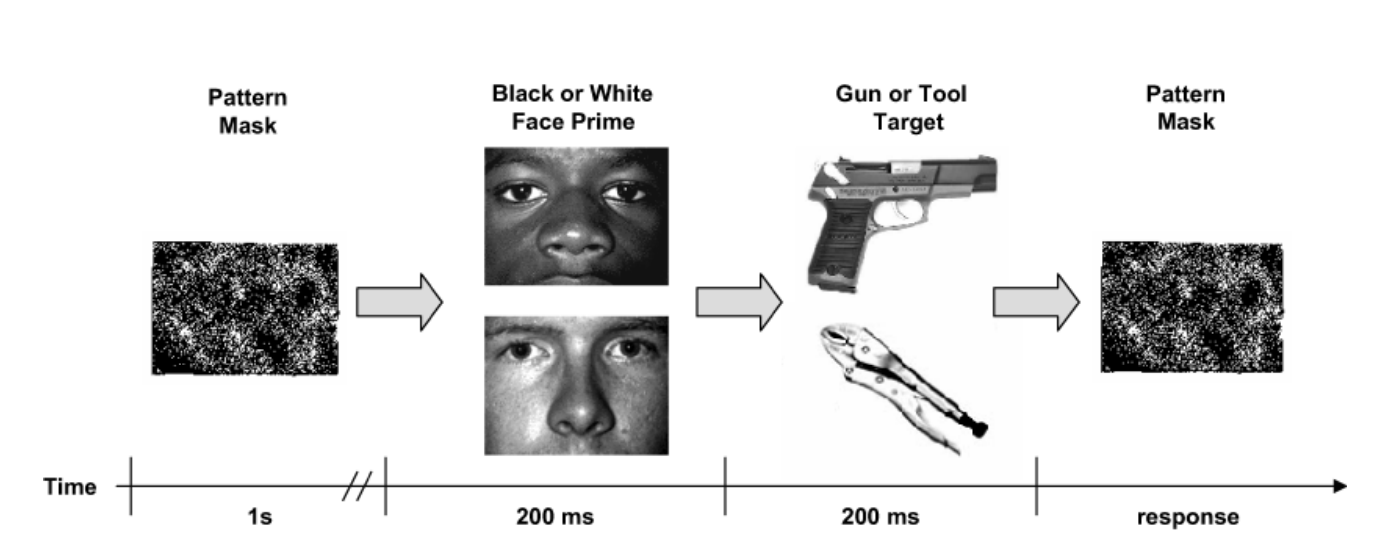 Pattern
Mask
Black or White
Face Prime
Gun or Tool
Target
Pattern
Mask
Time
1s
200 ms
200 ms
response